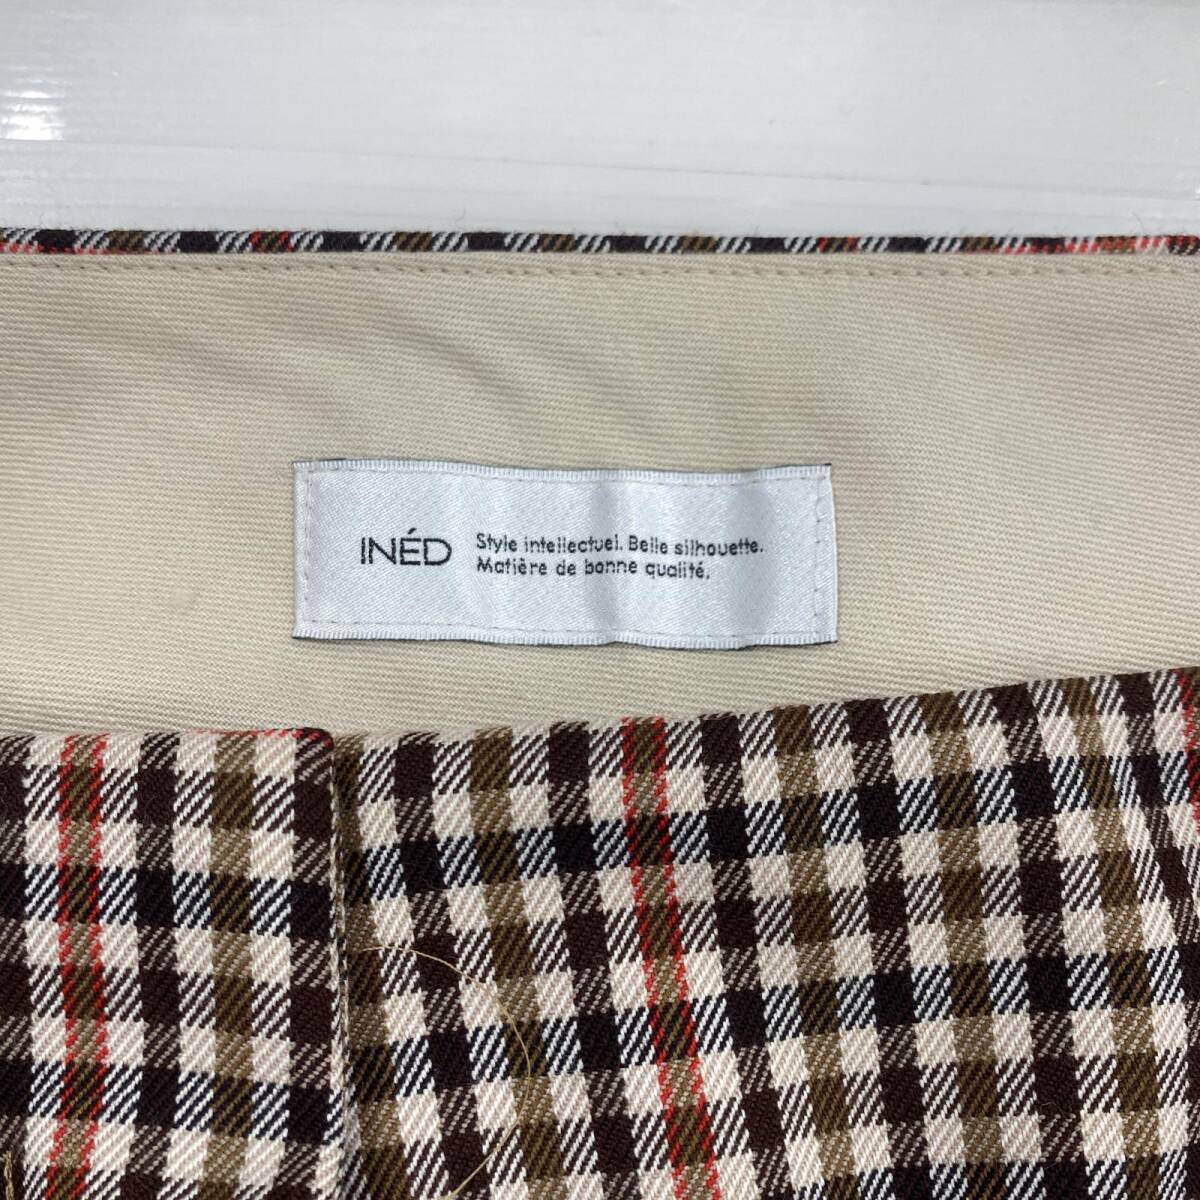 INÉD
Style intellectuel. Belle silhouette.
Matière de bonne qualité.